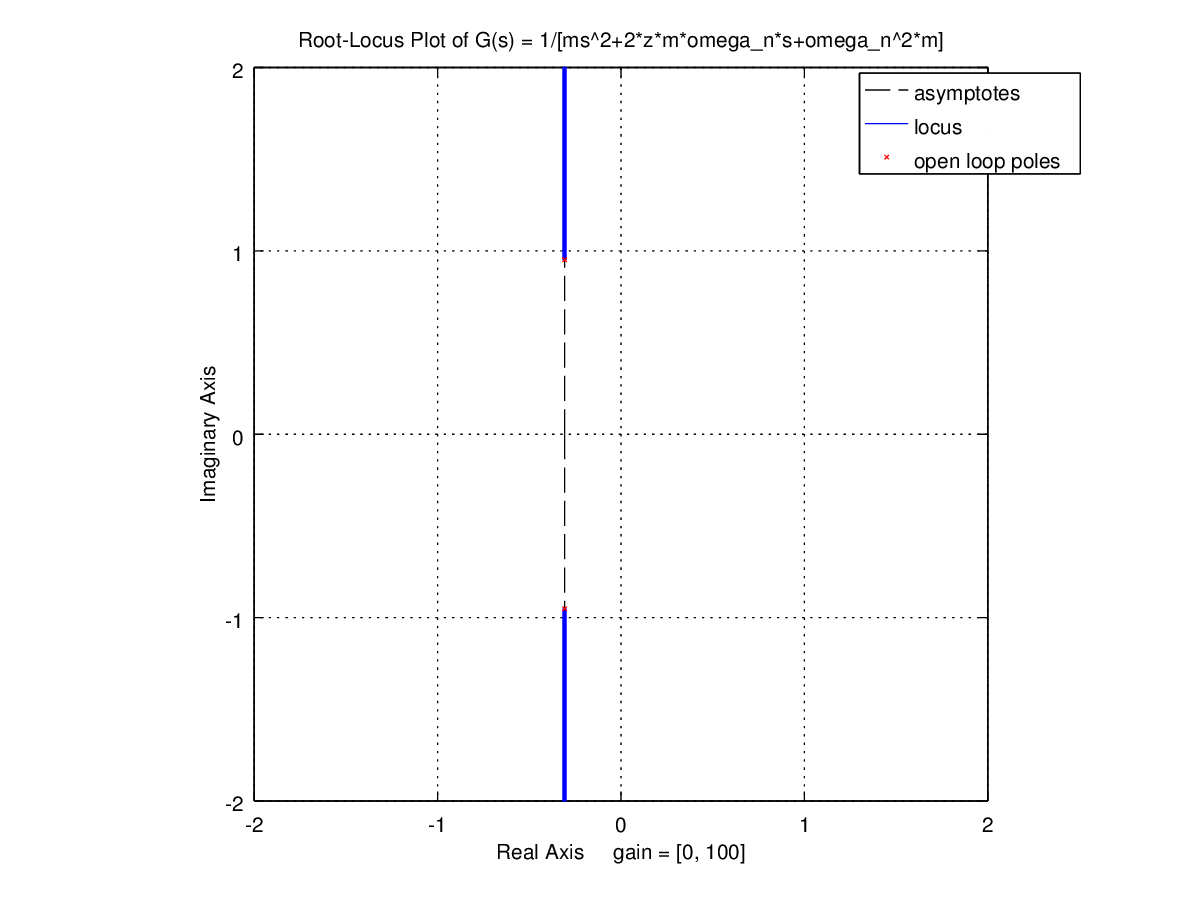 Root-Locus Plot of G(s) = 1/[ms^2+2*z*m*omega_n*s+omega_n^2*m]
asymptotes
locus
open loop poles
2
1
0
-1
-2
Imaginary Axis
-2
-1
0
1
2
Real Axis gain = [0, 100]